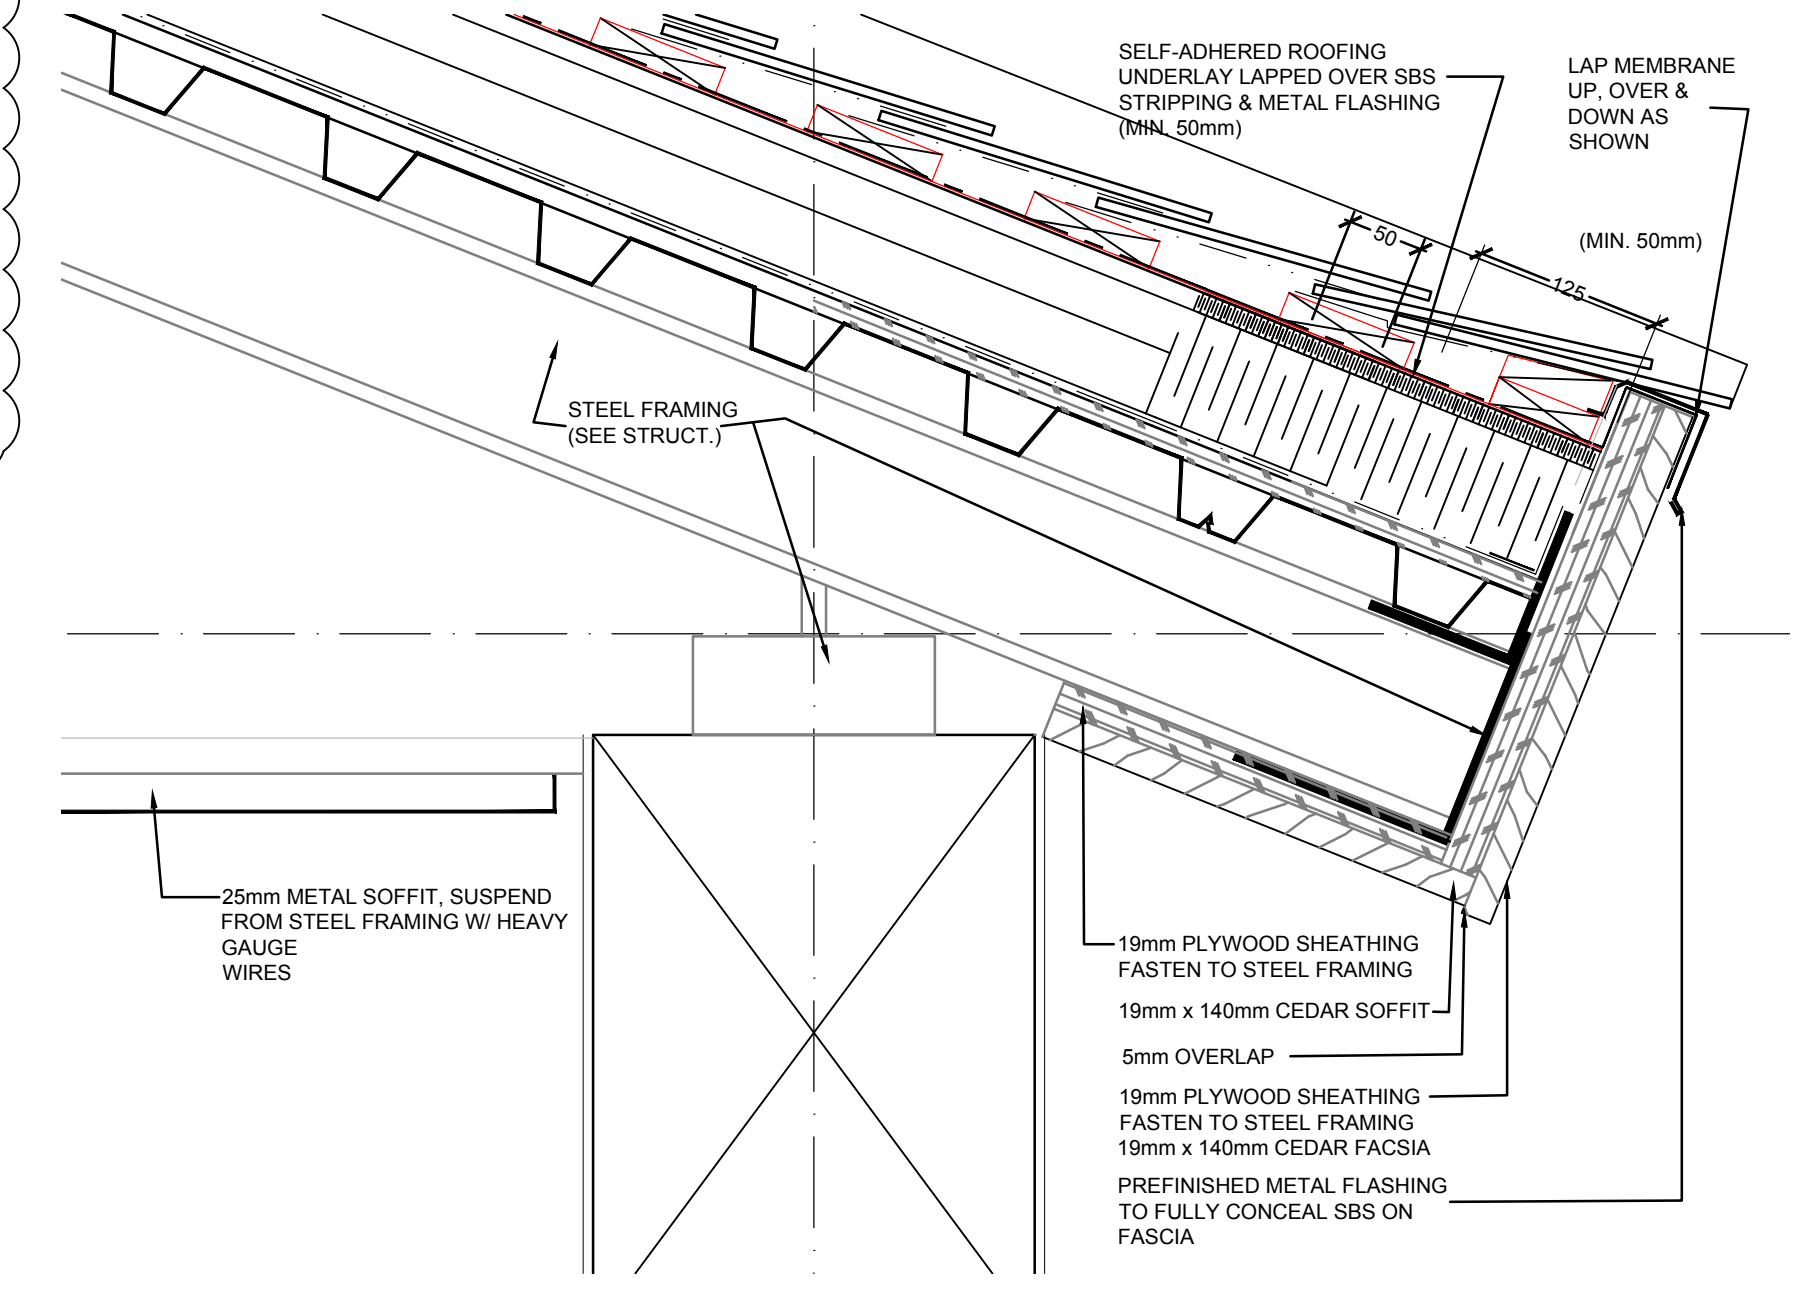 SELF-ADHERED ROOFING
UNDERLAY LAPPED OVER SBS
STRIPPING & METAL FLASHING
(MIN. 50mm)
LAP MEMBRANE
UP, OVER &
DOWN AS
SHOWN
(MIN. 50mm)
50
125
STEEL FRAMING
(SEE STRUCT.)
25mm METAL SOFFIT, SUSPEND
FROM STEEL FRAMING W/ HEAVY
GAUGE
WIRES
19mm PLYWOOD SHEATHING
FASTEN TO STEEL FRAMING
19mm x 140mm CEDAR SOFFIT
5mm OVERLAP
19mm PLYWOOD SHEATHING
FASTEN TO STEEL FRAMING
19mm x 140mm CEDAR FACSIA
PREFINISHED METAL FLASHING
TO FULLY CONCEAL SBS ON
FASCIA